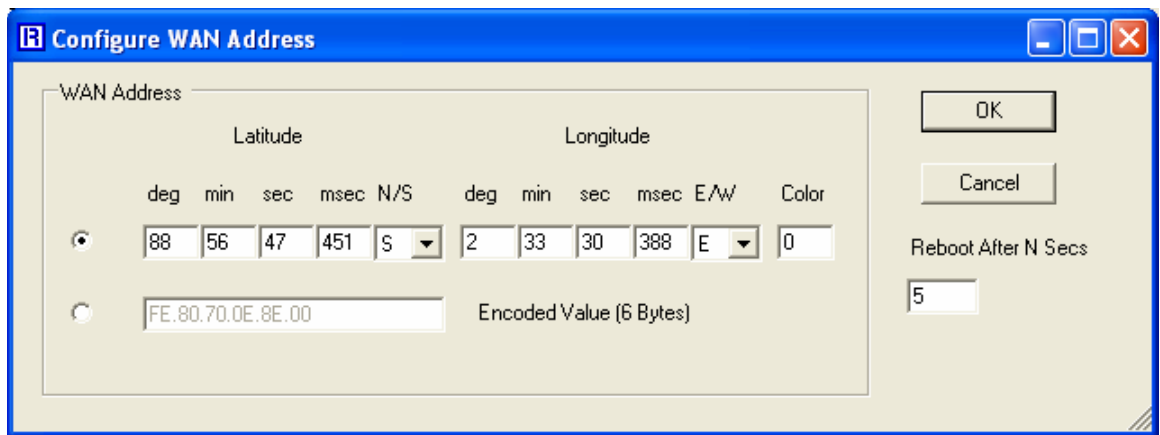 Configure WAN Address
WAN Address
Latitude Longitude
deg min sec msec N/S deg min sec msec E/W Color
88 56 47 451 S 2 33 30 388 E 0
FE.80.70.0E.8E.00 Encoded Value (6 Bytes)
OK
Cancel
Reboot After N Secs
5